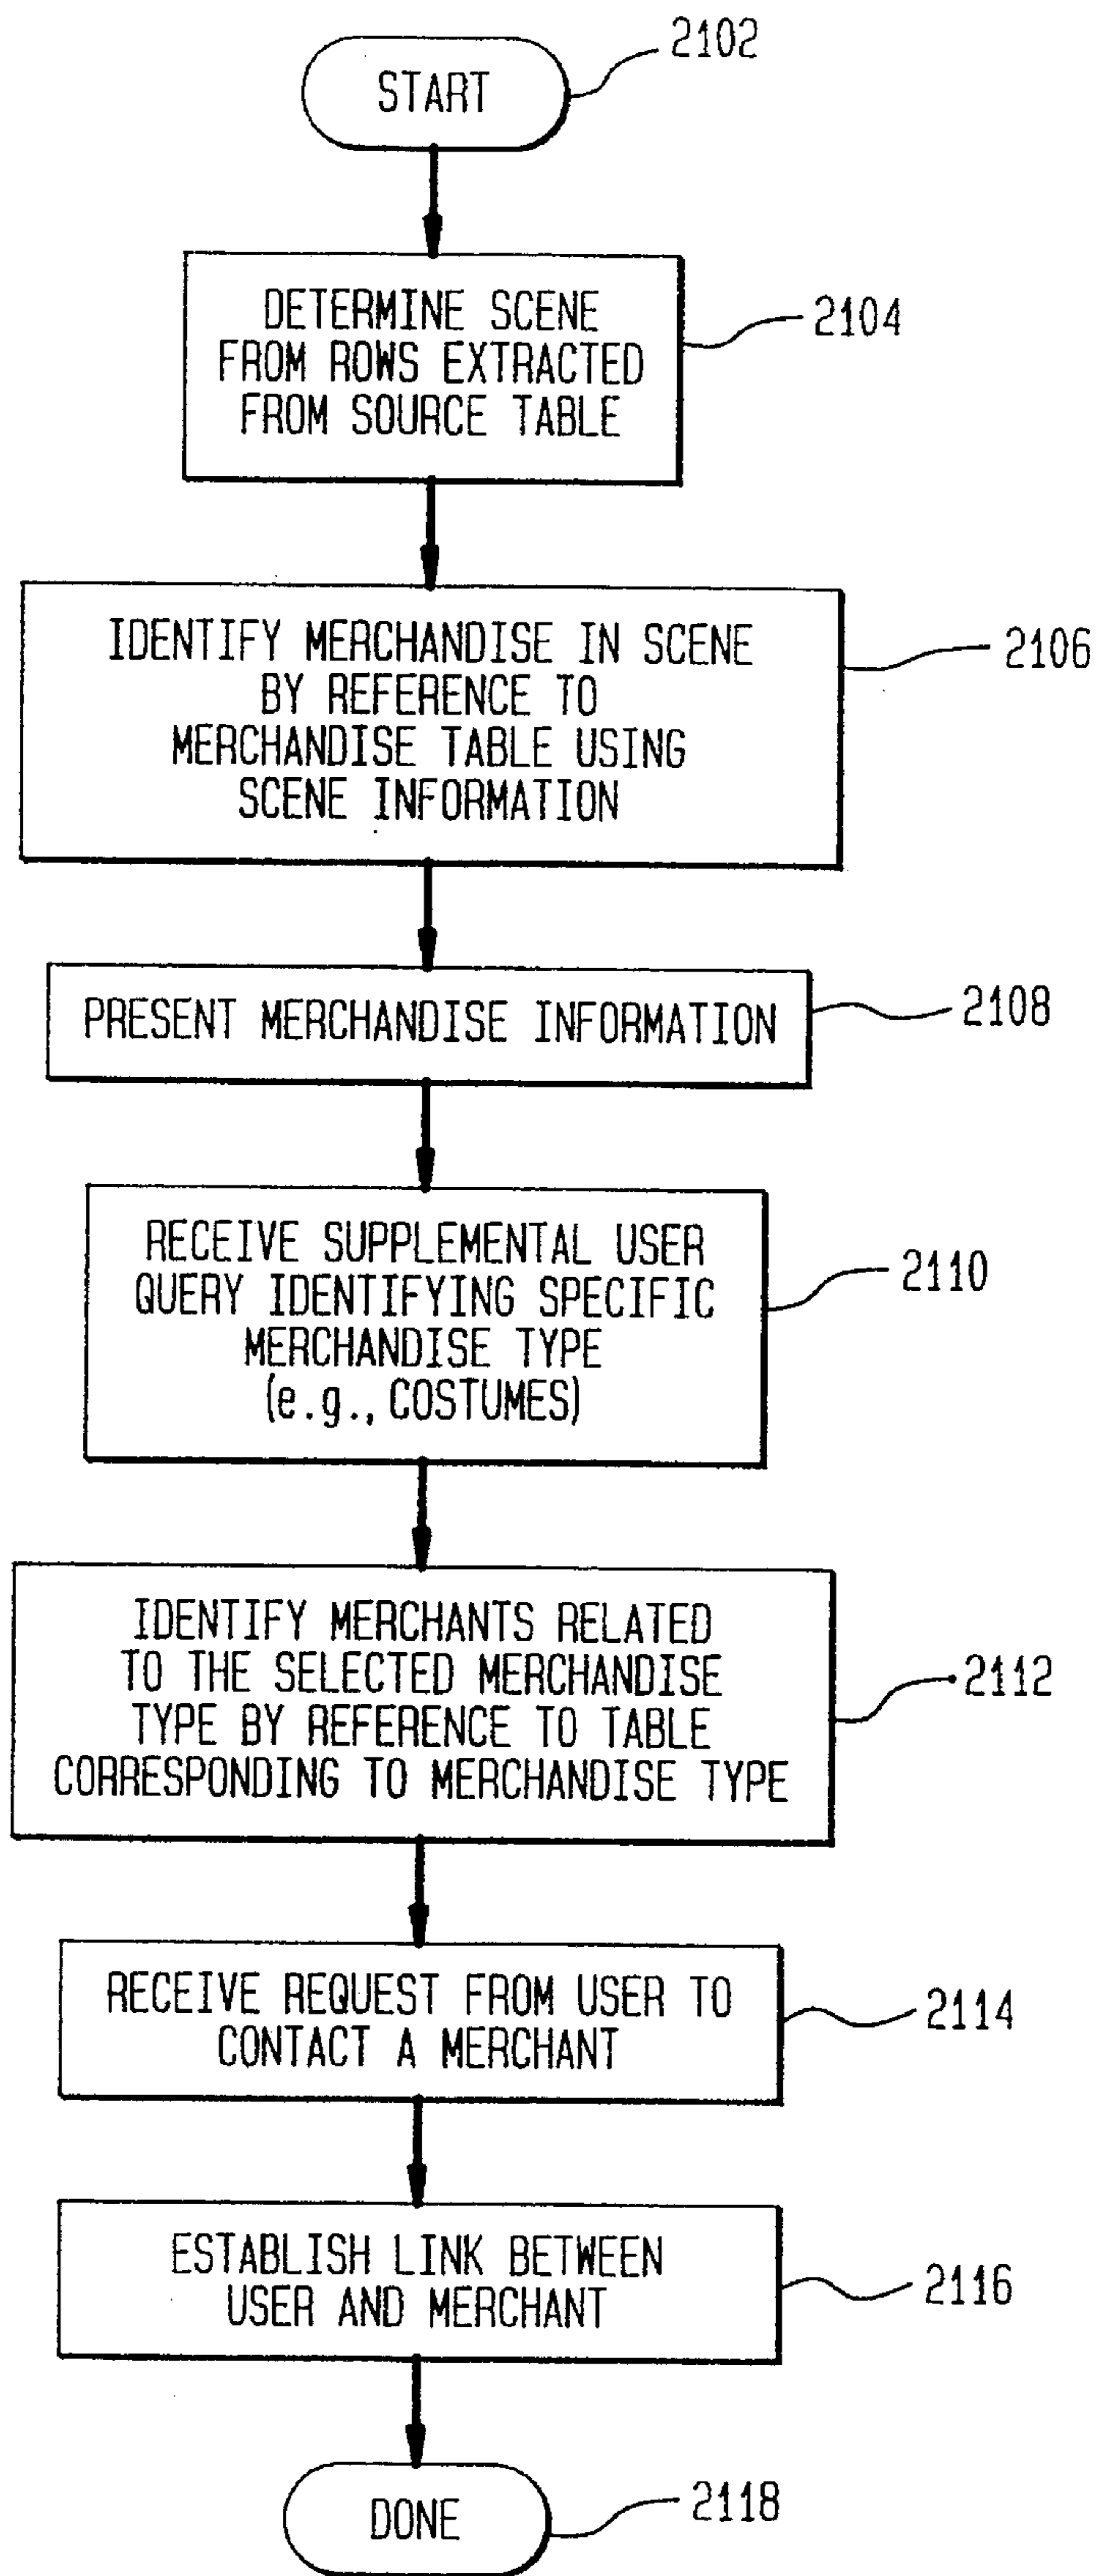 START
2102
DETERMINE SCENE
FROM ROWS EXTRACTED
FROM SOURCE TABLE
2104
IDENTIFY MERCHANDISE IN SCENE
BY REFERENCE TO
MERCHANDISE TABLE USING
SCENE INFORMATION
2106
PRESENT MERCHANDISE INFORMATION
2108
RECEIVE SUPPLEMENTAL USER
QUERY IDENTIFYING SPECIFIC
MERCHANDISE TYPE
(e.g., COSTUMES)
2110
IDENTIFY MERCHANTS RELATED
TO THE SELECTED MERCHANDISE
TYPE BY REFERENCE TO TABLE
CORRESPONDING TO MERCHANDISE TYPE
2112
RECEIVE REQUEST FROM USER TO
CONTACT A MERCHANT
2114
ESTABLISH LINK BETWEEN
USER AND MERCHANT
2116
DONE
2118